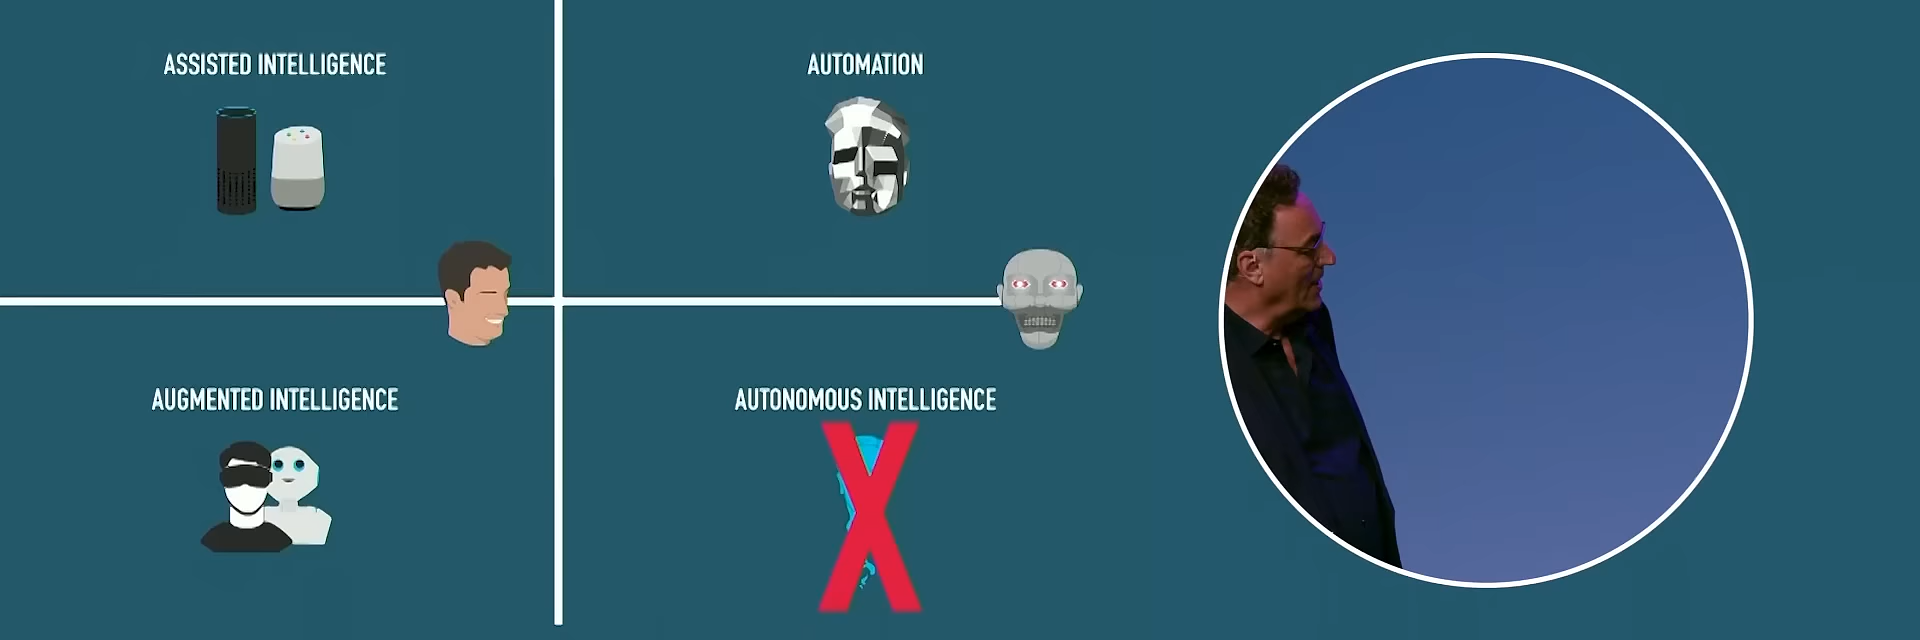 ASSISTED INTELLIGENCE
AUTOMATION
AUGMENTED INTELLIGENCE
AUTONOMOUS INTELLIGENCE